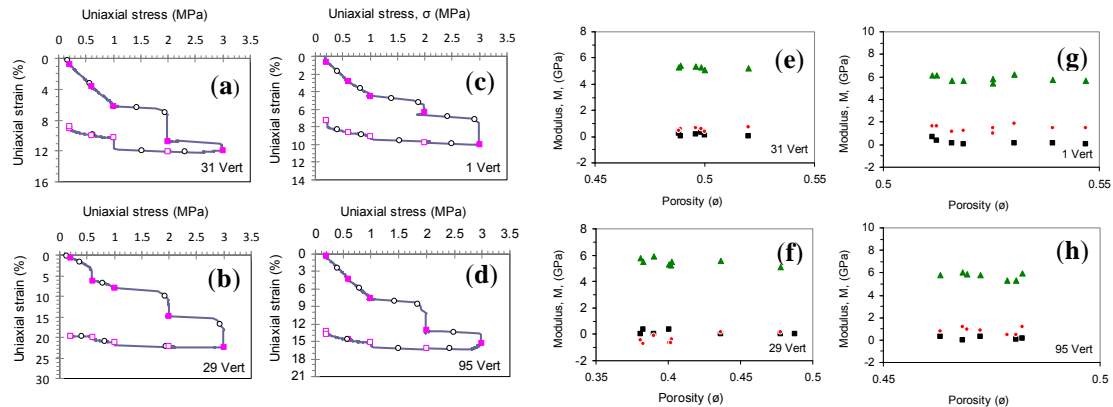 Uniaxial stress (MPa)
0 0.5 1 1.5 2 2.5 3 3.5
Uniaxial strain (%)
0
4
8
12
16
(a)
31 Vert
Uniaxial stress, σ (MPa)
0 0.5 1 1.5 2 2.5 3 3.5
Uniaxial strain (%)
0
2
4
6
8
10
12
14
(c)
1 Vert
Modulus, M, (GPa)
8
6
4
2
0
-2
(e)
31 Vert
0.45 0.5 0.55
Porosity (ø)
Modulus, M, (GPa)
10
8
6
4
2
0
-2
(g)
1 Vert
0.5 0.55
Porosity (ø)
Uniaxial stress (MPa)
0 0.5 1 1.5 2 2.5 3 3.5
Uniaxial strain (%)
0
5
10
15
20
25
30
(b)
29 Vert
Uniaxial stress (MPa)
0 0.5 1 1.5 2 2.5 3 3.5
Uniaxial strain (%)
0
3
6
9
12
15
18
21
(d)
95 Vert
Modulus, M, (GPa)
8
6
4
2
0
-2
(f)
29 Vert
0.35 0.4 0.45 0.5
Porosity (ø)
Modulus, M, (GPa)
10
8
6
4
2
0
-2
(h)
95 Vert
0.45 0.5
Porosity (ø)